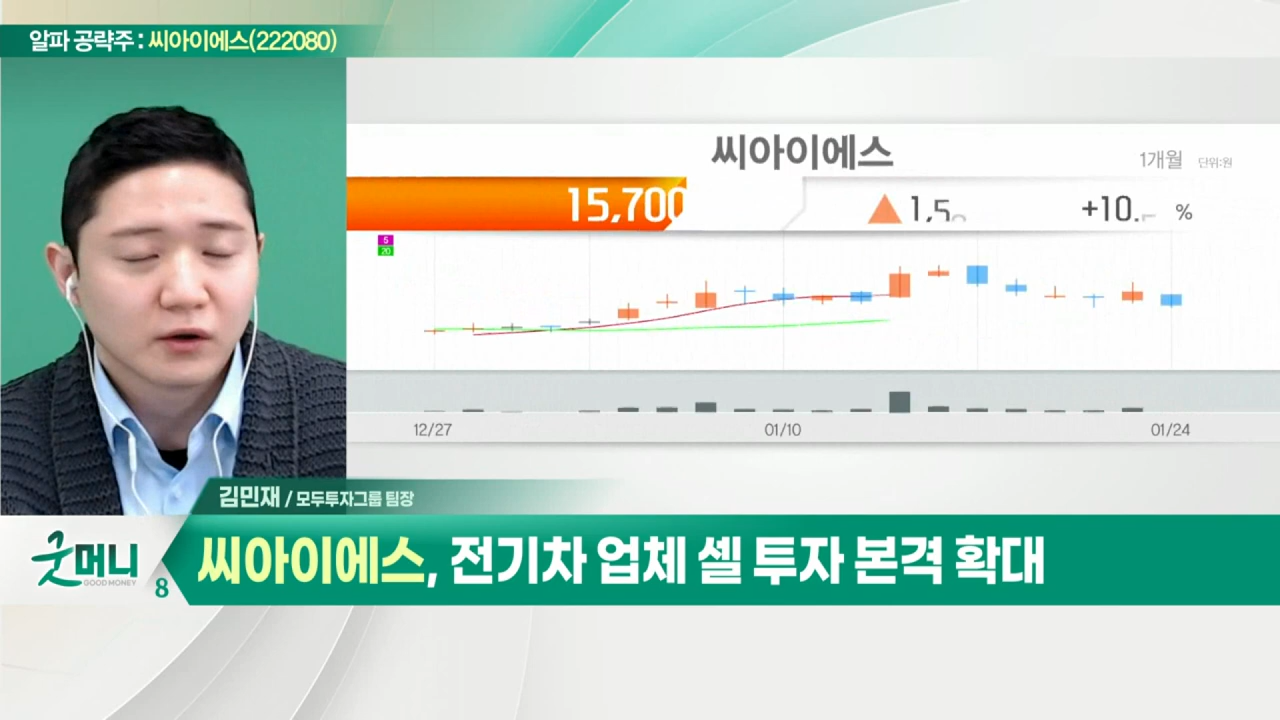 알파 공략주 : 씨아이에스(222080)
씨아이에스
1개월 단위:원
15,700
+10. %
5
20
12/27 01/10 01/24
김민재 / 모두투자그룹 팀장
굿머니
GOOD MONEY
8
씨아이에스, 전기차 업체 셀 투자 본격 확대